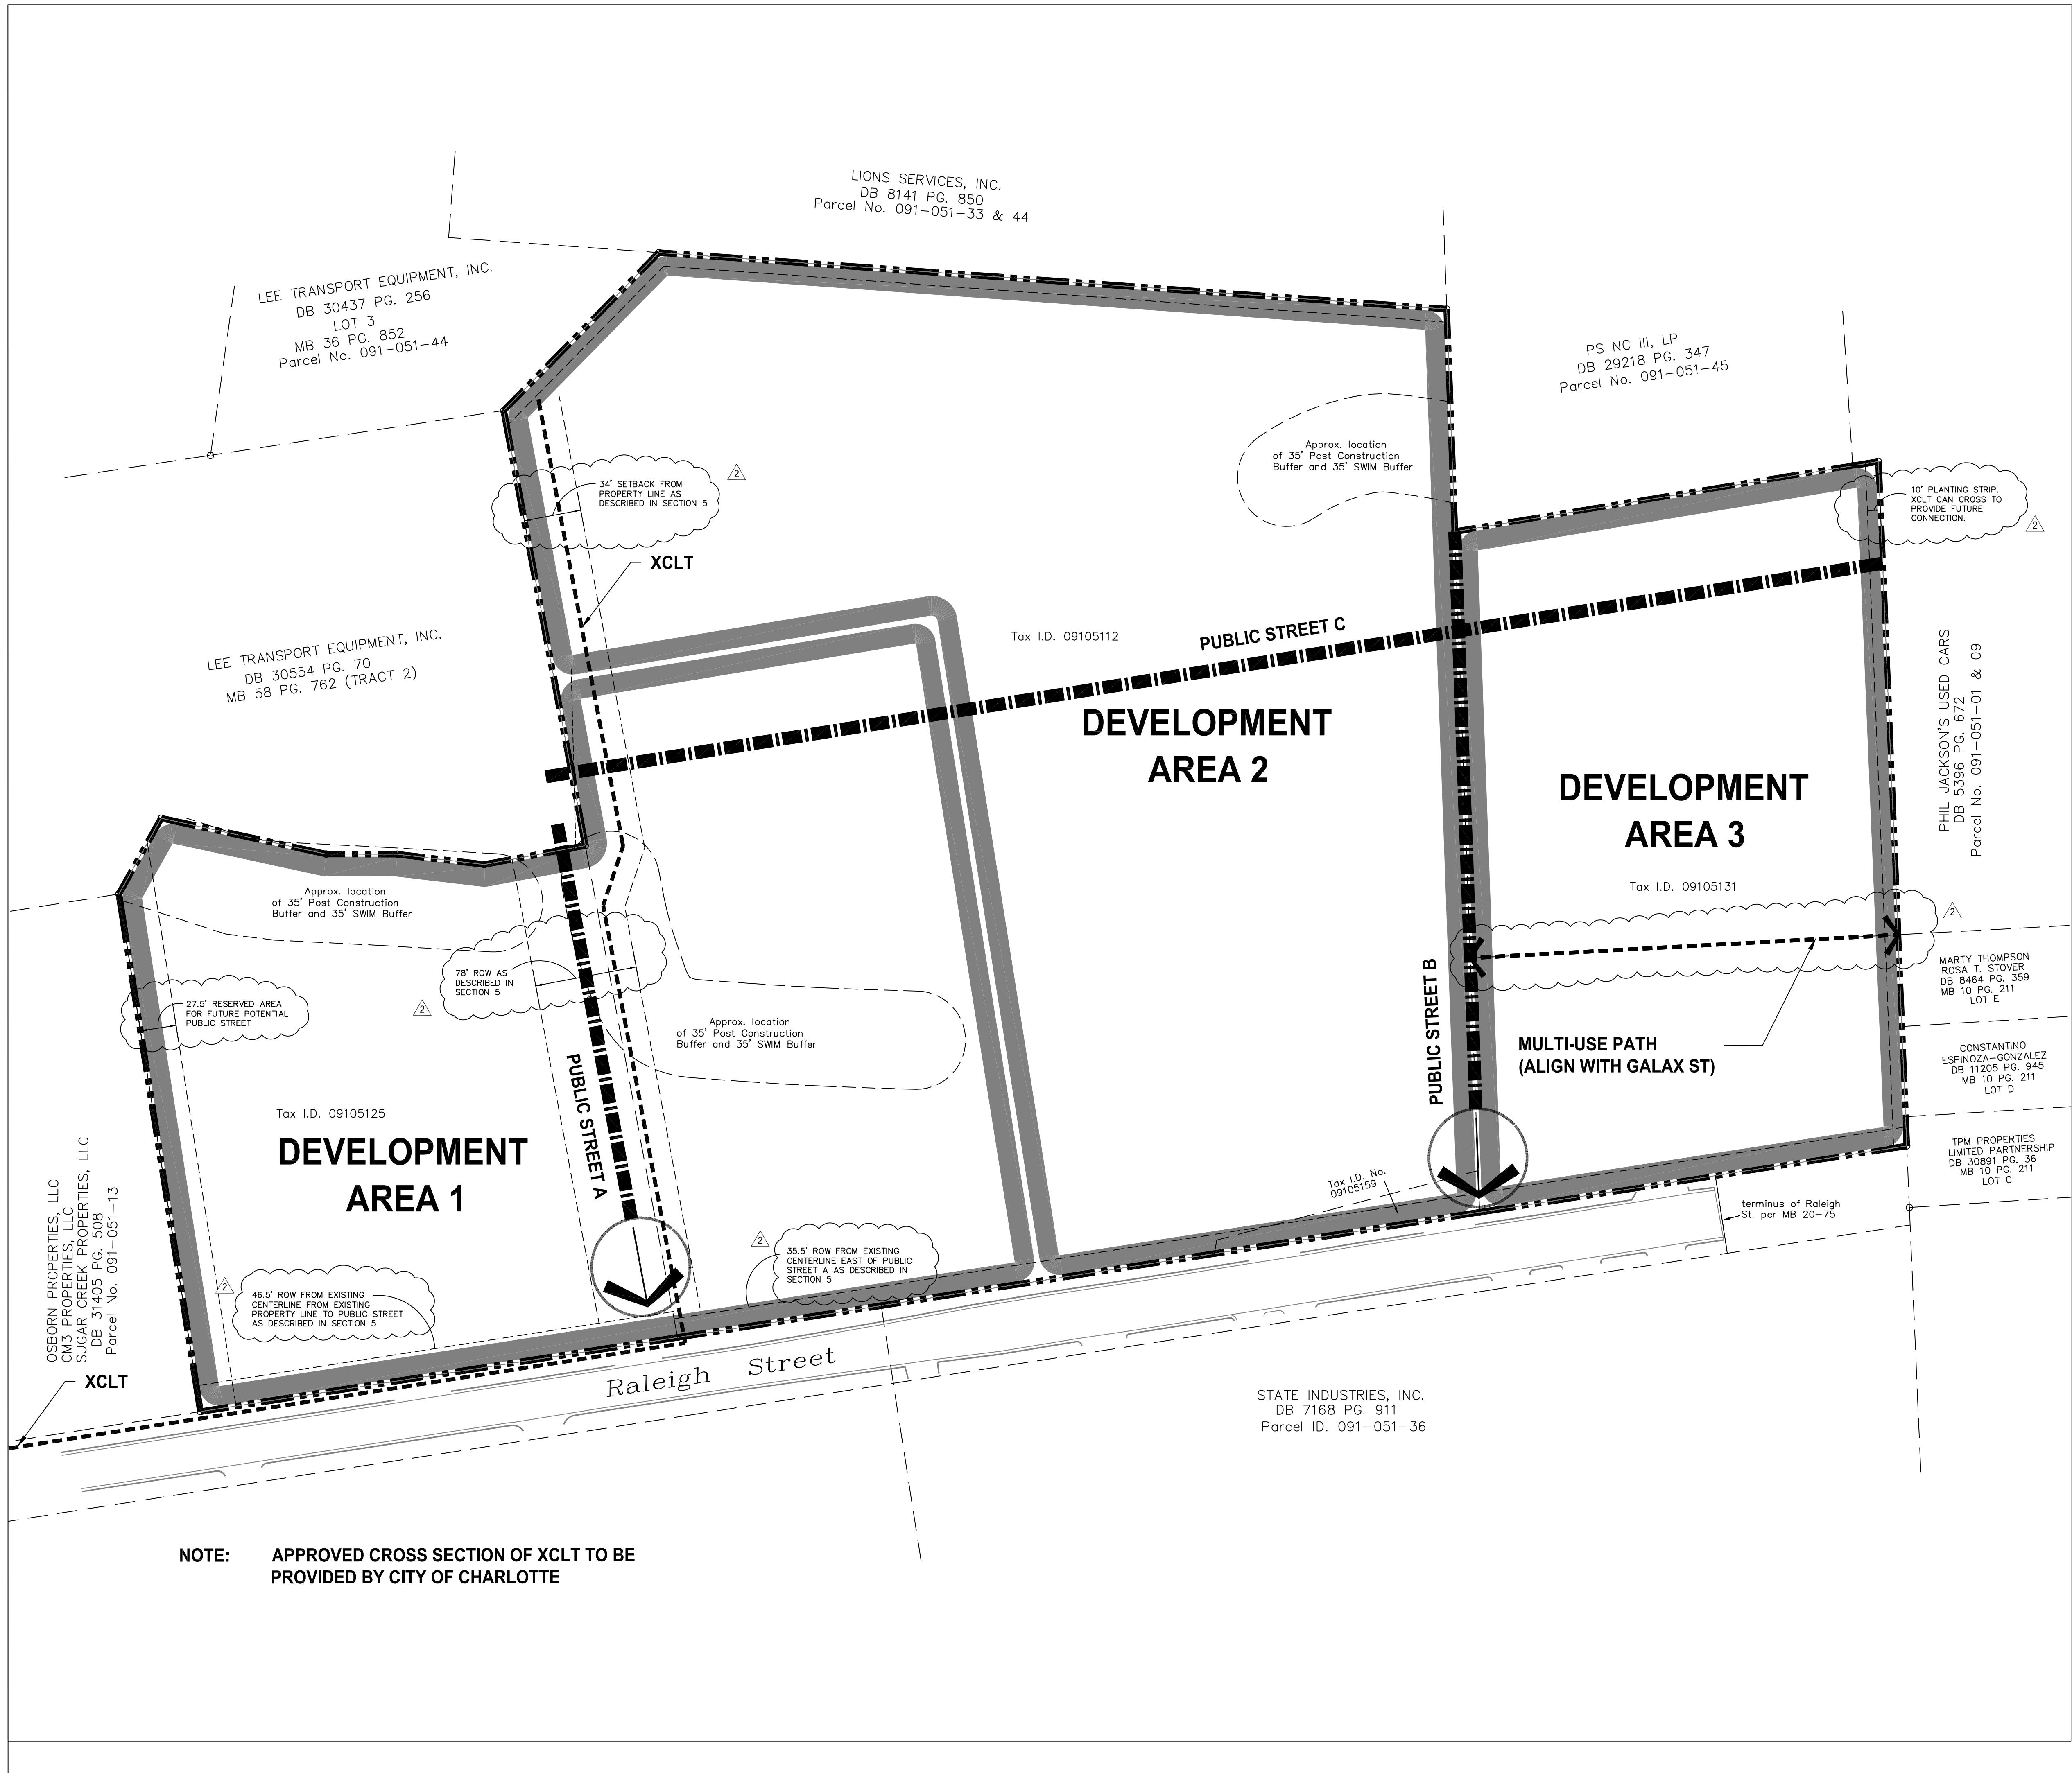 LIONS SERVICES, INC.
DB 8141 PG. 850
Parcel No. 091-051-33 & 44
LEE TRANSPORT EQUIPMENT, INC.
DB 30437 PG. 256
LOT 3
MB 36 PG. 852
Parcel No. 091-051-44
PS NC III, LP
DB 29218 PG. 347
Parcel No. 091-051-45
Approx. location
of 35' Post Construction
Buffer and 35' SWIM Buffer
34' SETBACK FROM
PROPERTY LINE AS
DESCRIBED IN SECTION 5
2
10' PLANTING STRIP.
XCLT CAN CROSS TO
PROVIDE FUTURE
CONNECTION.
2
XCLT
LEE TRANSPORT EQUIPMENT, INC.
DB 30554 PG. 70
MB 58 PG. 762 (TRACT 2)
Tax I.D. 09105112
PUBLIC STREET C
DEVELOPMENT
AREA 2
DEVELOPMENT
AREA 3
Tax I.D. 09105131
PHIL JACKSON'S USED CARS
DB 5396 PG. 672
Parcel No. 091-051-01 & 09
Approx. location
of 35' Post Construction
Buffer and 35' SWIM Buffer
2
78' ROW AS
DESCRIBED IN
SECTION 5
2
27.5' RESERVED AREA
FOR FUTURE POTENTIAL
PUBLIC STREET
Approx. location
of 35' Post Construction
Buffer and 35' SWIM Buffer
PUBLIC STREET A
PUBLIC STREET B
MULTI-USE PATH
(ALIGN WITH GALAX ST)
MARTY THOMPSON
ROSA T. STOVER
DB 8464 PG. 359
MB 10 PG. 211
LOT E
CONSTANTINO
ESPINOZA-GONZALEZ
DB 11205 PG. 945
MB 10 PG. 211
LOT D
TPM PROPERTIES
LIMITED PARTNERSHIP
DB 30891 PG. 36
MB 10 PG. 211
LOT C
Tax I.D. 09105125
DEVELOPMENT
AREA 1
Tax I.D. No.
09105159
terminus of Raleigh
St. per MB 20-75
OSBORN PROPERTIES, LLC
CM3 PROPERTIES, LLC
SUGAR CREEK PROPERTIES, LLC
DB 31405 PG. 508
Parcel No. 091-051-13
2
35.5' ROW FROM EXISTING
CENTERLINE EAST OF PUBLIC
STREET A AS DESCRIBED IN
SECTION 5
2
46.5' ROW FROM EXISTING
CENTERLINE FROM EXISTING
PROPERTY LINE TO PUBLIC STREET
AS DESCRIBED IN SECTION 5
XCLT
Raleigh Street
STATE INDUSTRIES, INC.
DB 7168 PG. 911
Parcel ID. 091-051-36
NOTE: APPROVED CROSS SECTION OF XCLT TO BE
PROVIDED BY CITY OF CHARLOTTE